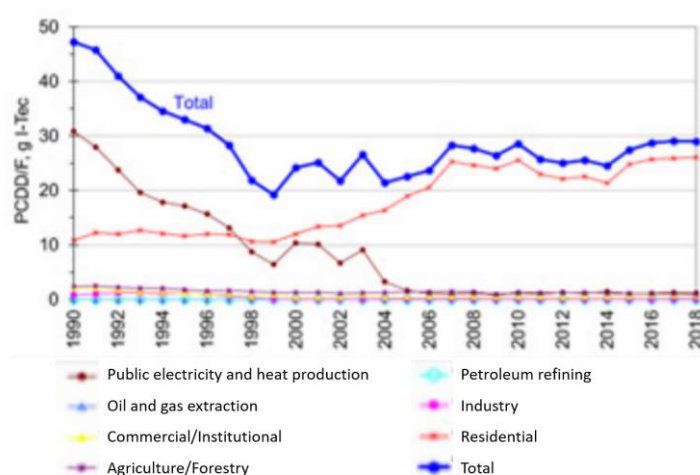 50
40
30
20
10
0
PCDD/F, g I-Tec
Total
1990
1992
1994
1996
1998
2000
2002
2004
2006
2008
2010
2012
2014
2016
2018
Public electricity and heat production
Petroleum refining
Oil and gas extraction
Industry
Commercial/Institutional
Residential
Agriculture/Forestry
Total